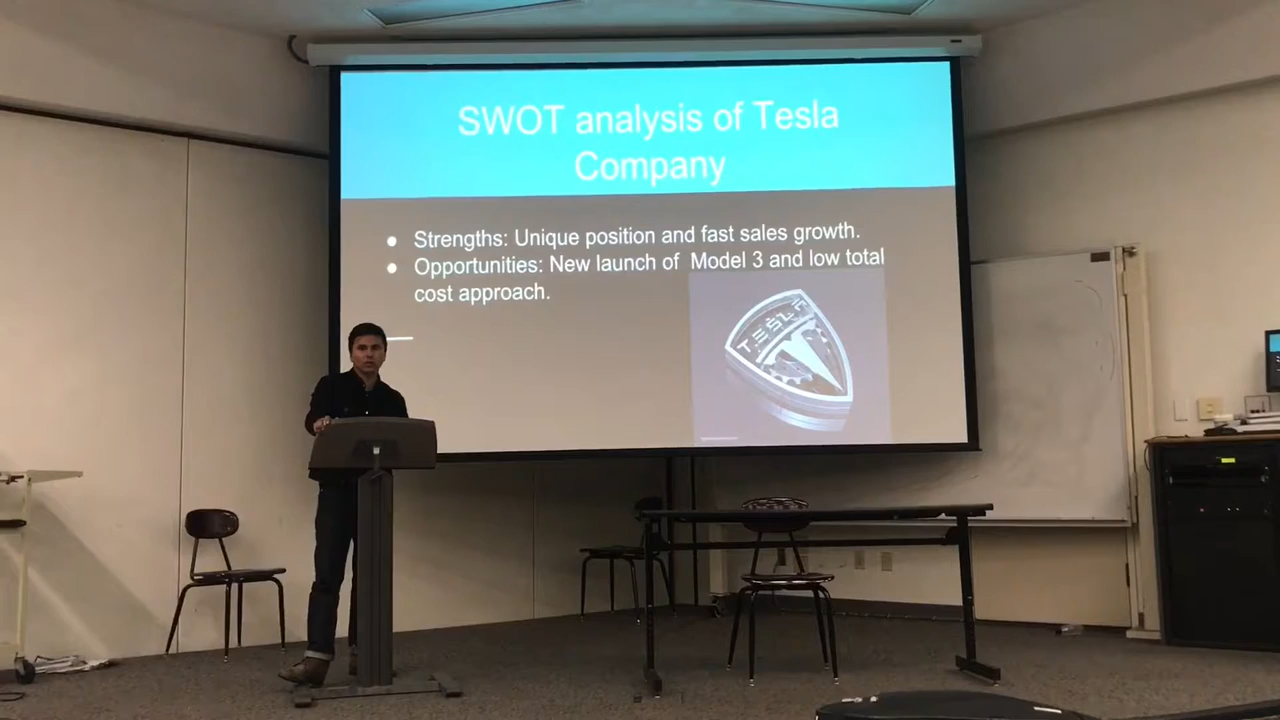 SWOT analysis of Tesla
Company
● Strengths: Unique position and fast sales growth.
● Opportunities: New launch of Model 3 and low total
cost approach.
TESLA